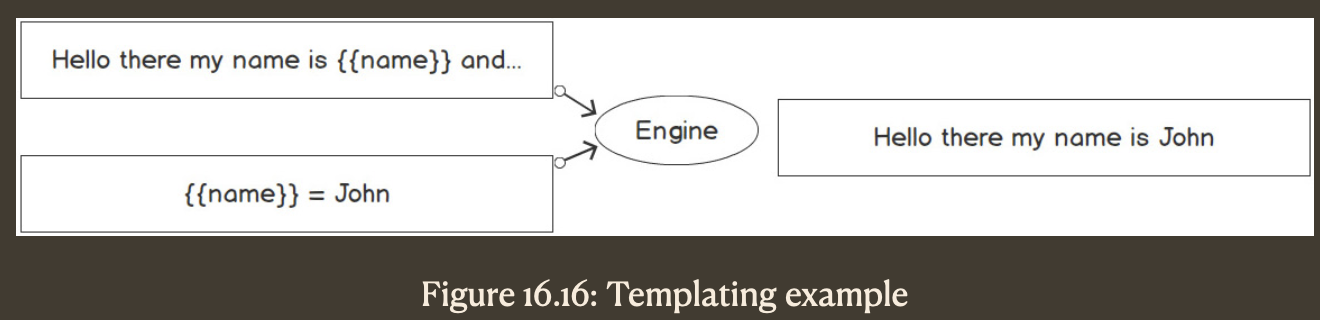 Hello there my name is {{name}} and...
{{name}} = John
Engine
Hello there my name is John
Figure 16.16: Templating example